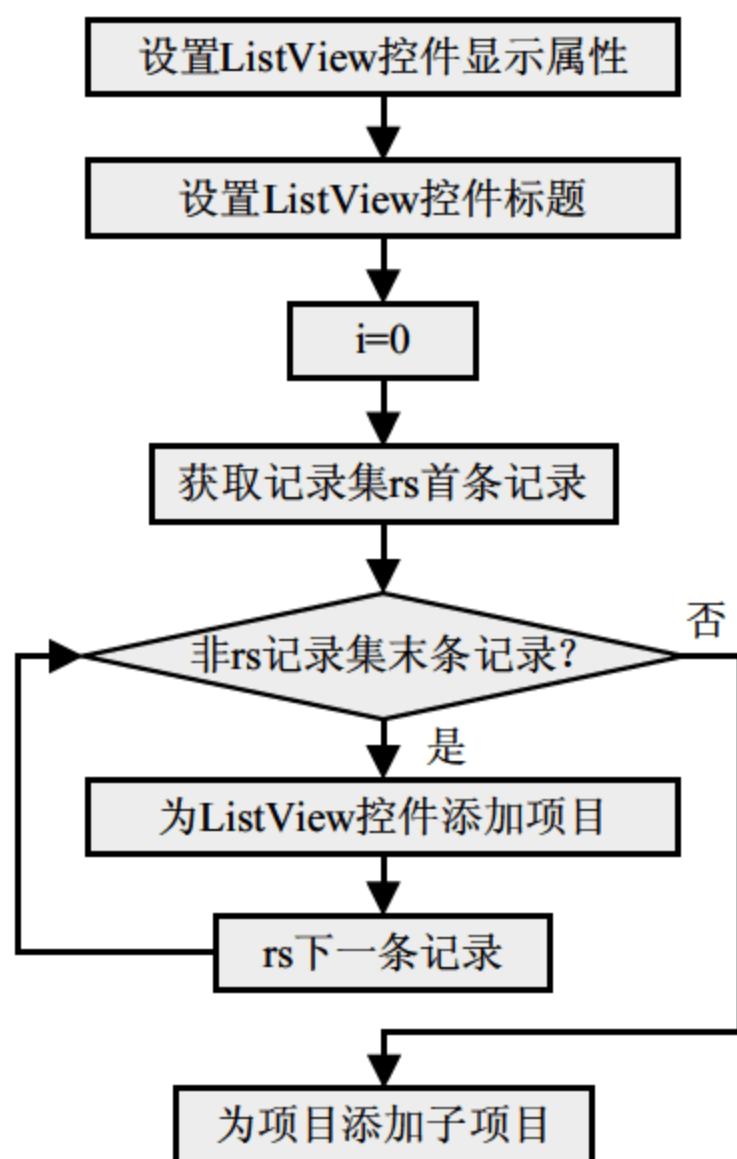 设置ListView控件显示属性
设置ListView控件标题
i=0
获取记录集rs首条记录
非rs记录集末条记录?
否
是
为ListView控件添加项目
rs下一条记录
为项目添加子项目